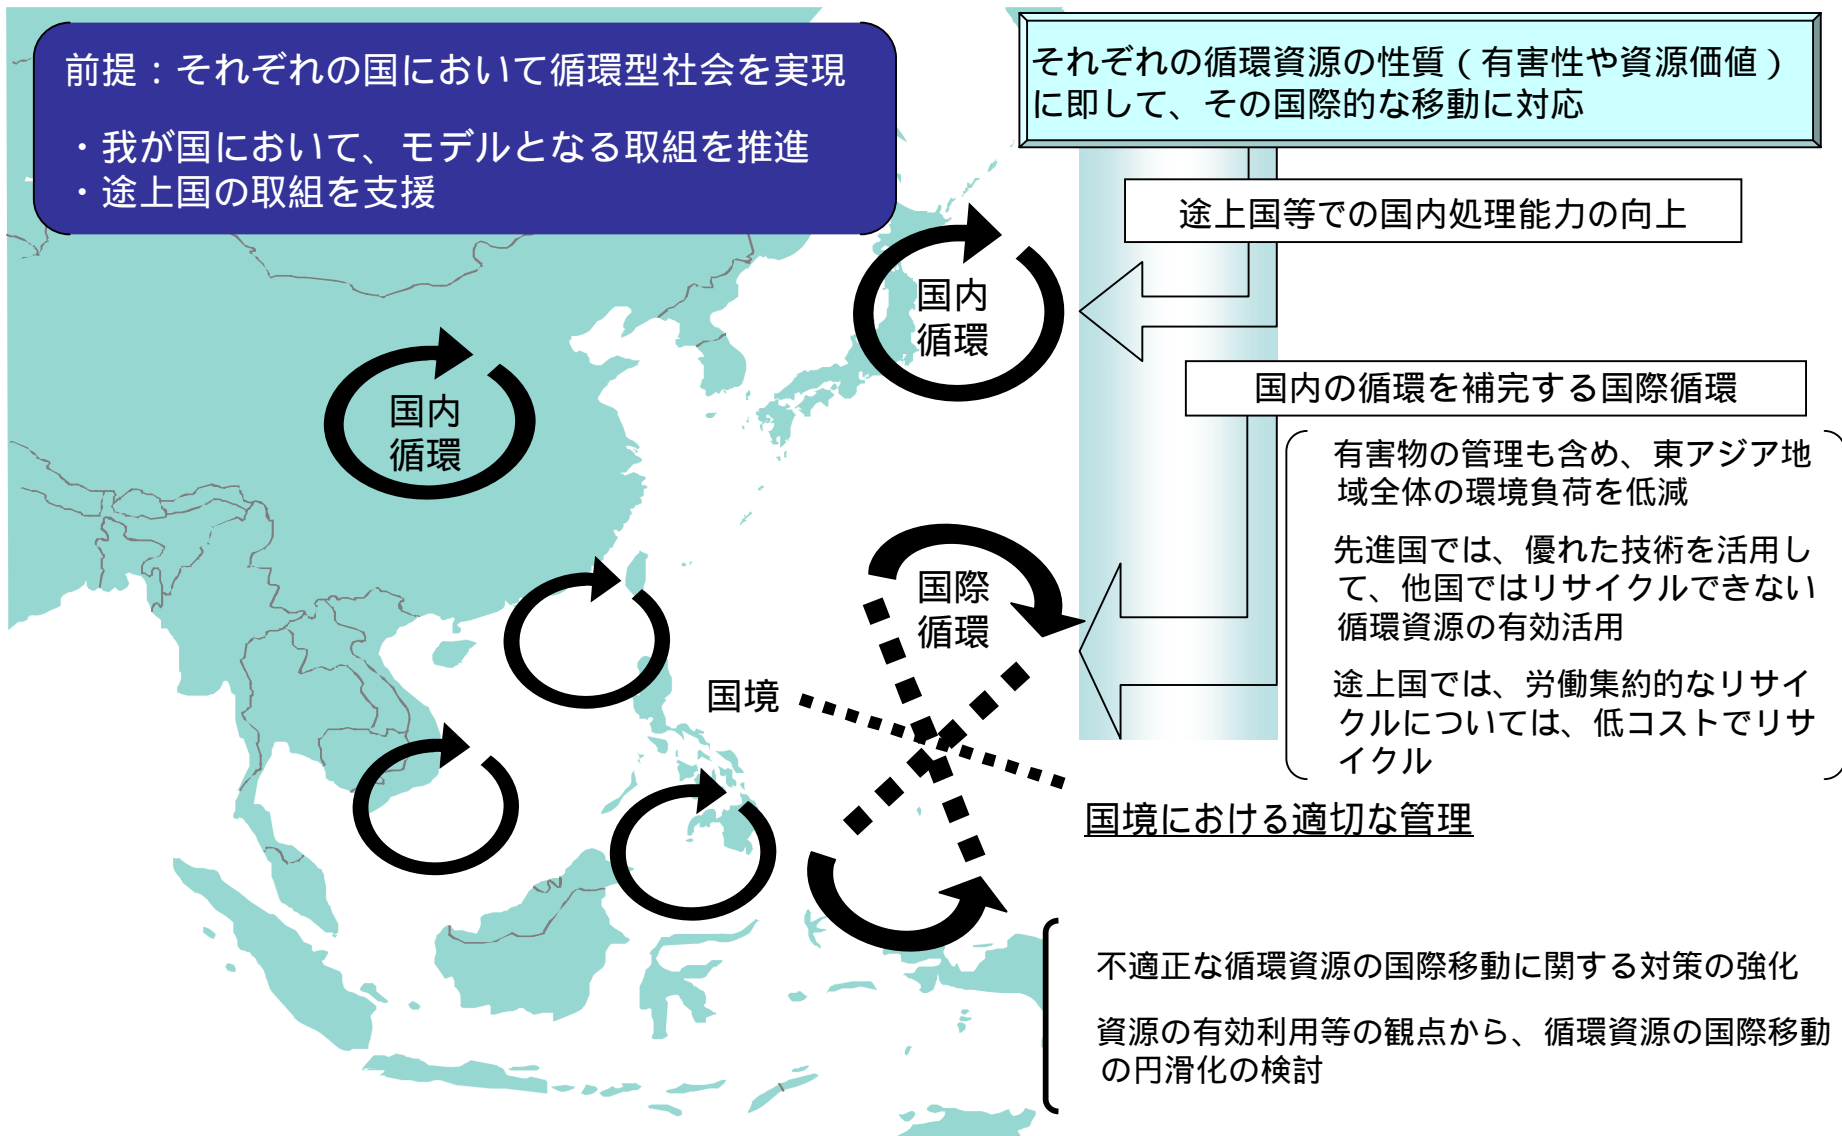 前提：それぞれの国において循環型社会を実現
・我が国において、モデルとなる取組を推進
・途上国の取組を支援
それぞれの循環資源の性質（有害性や資源価値）
に即して、その国際的な移動に対応
途上国等での国内処理能力の向上
国内
循環
国内の循環を補完する国際循環
国内
循環
有害物の管理も含め、東アジア地
域全体の環境負荷を低減
先進国では、優れた技術を活用し
て、他国ではリサイクルできない
循環資源の有効活用
途上国では、労働集約的なリサイ
クルについては、低コストでリサ
イクル
国際
循環
国境
国境における適切な管理
不適正な循環資源の国際移動に関する対策の強化
資源の有効利用等の観点から、循環資源の国際移動
の円滑化の検討